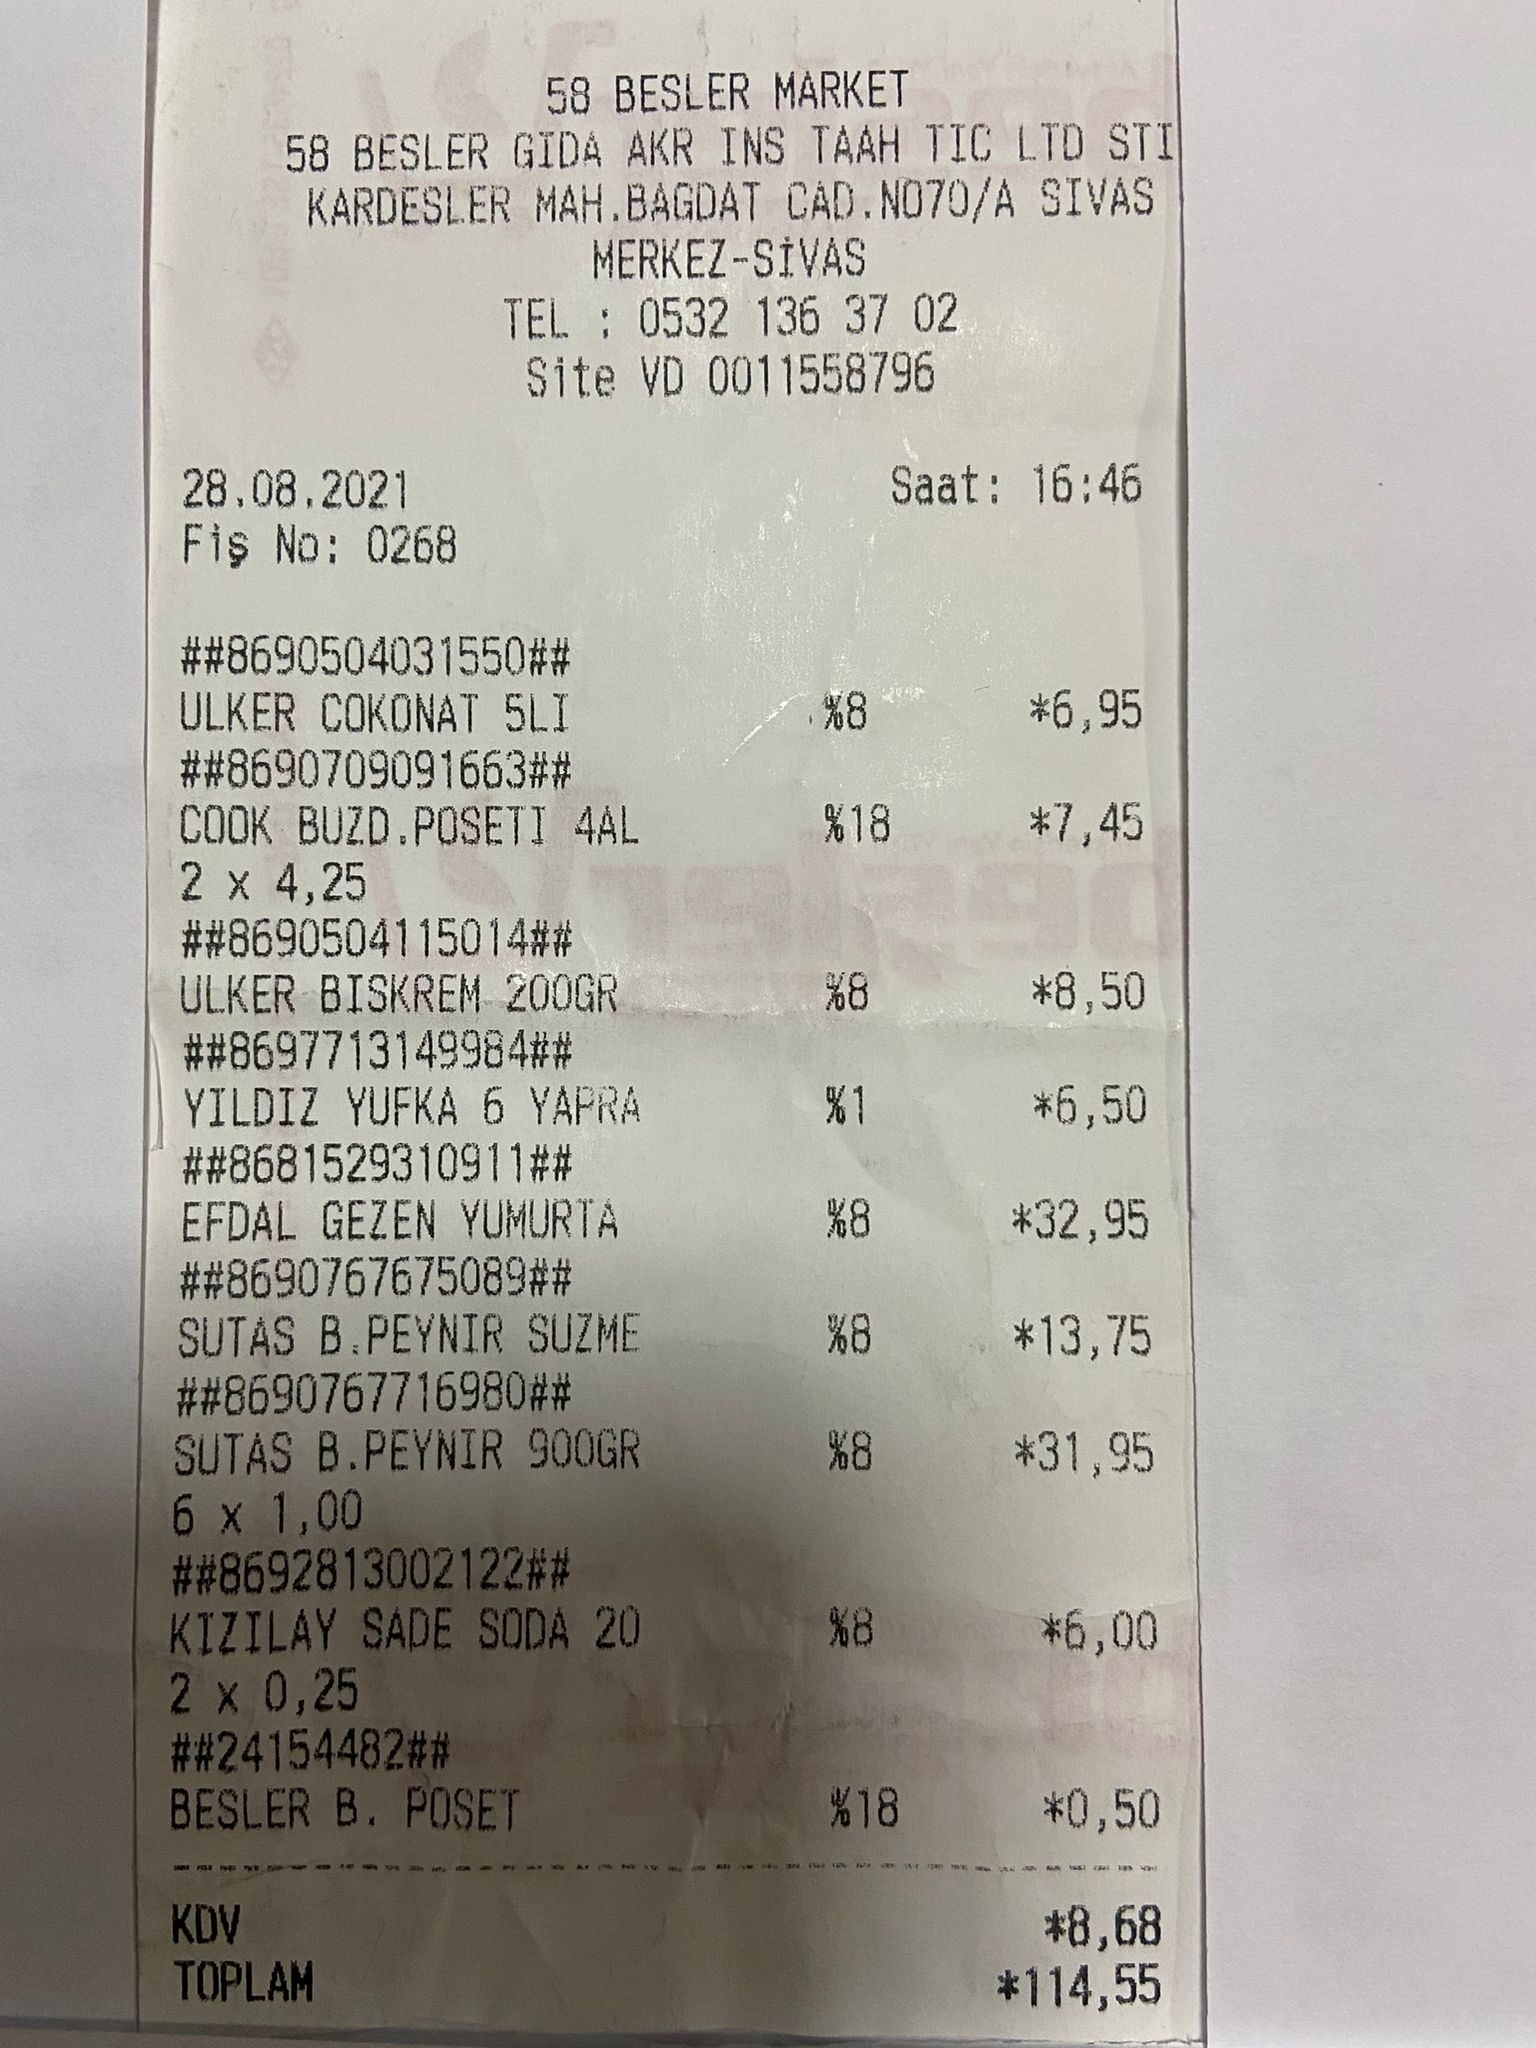 58 BESLER MARKET
58 BESLER GIDA AKR INS TAAH TIC LTD STI
KARDESLER MAH.BAGDAT CAD.NO70/A SIVAS
MERKEZ-SİVAS
TEL : 0532 136 37 02
Site VD 0011558796
28.08.2021 Saat: 16:46
Fiş No: 0268
##8690504031550##
ULKER COKONAT 5LI %8 *6,95
##8690709091663##
COOK BUZD.POSETI 4AL %18 *7,45
2 x 4,25
##8690504115014##
ULKER BISKREM 200GR %8 *8,50
##8697713149984##
YILDIZ YUFKA 6 YAPRA %1 *6,50
##8681529310911##
EFDAL GEZEN YUMURTA %8 *32,95
##8690767675089##
SUTAS B.PEYNIR SUZME %8 *13,75
##8690767716980##
SUTAS B.PEYNIR 900GR %8 *31,95
6 x 1,00
##8692813002122##
KIZILAY SADE SODA 20 %8 *6,00
2 x 0,25
##24154482##
BESLER B. POSET %18 *0,50
KDV *8,68
TOPLAM *114,55